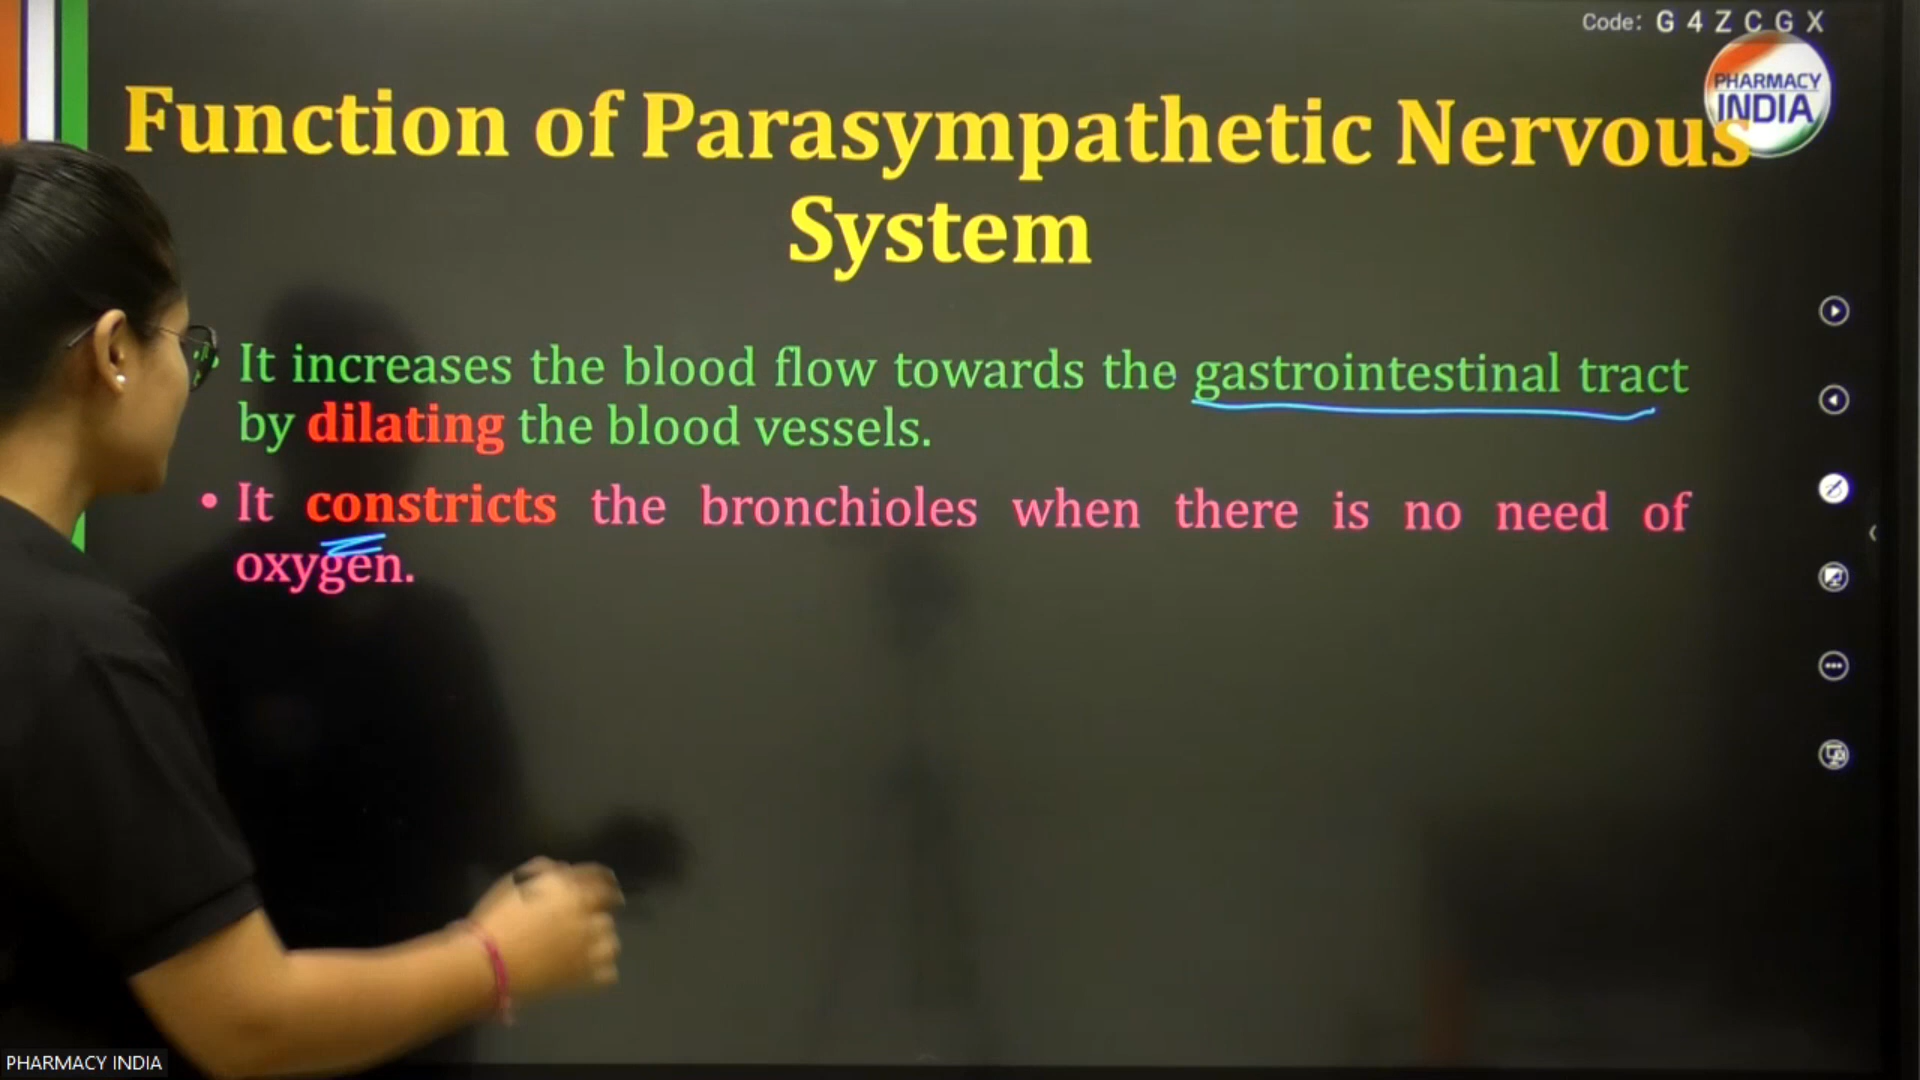 Code: G 4 Z C G X
PHARMACY
INDIA
Function of Parasympathetic Nervous
System
It increases the blood flow towards the gastrointestinal tract
by dilating the blood vessels.
• It constricts the bronchioles when there is no need of
oxygen.
PHARMACY INDIA